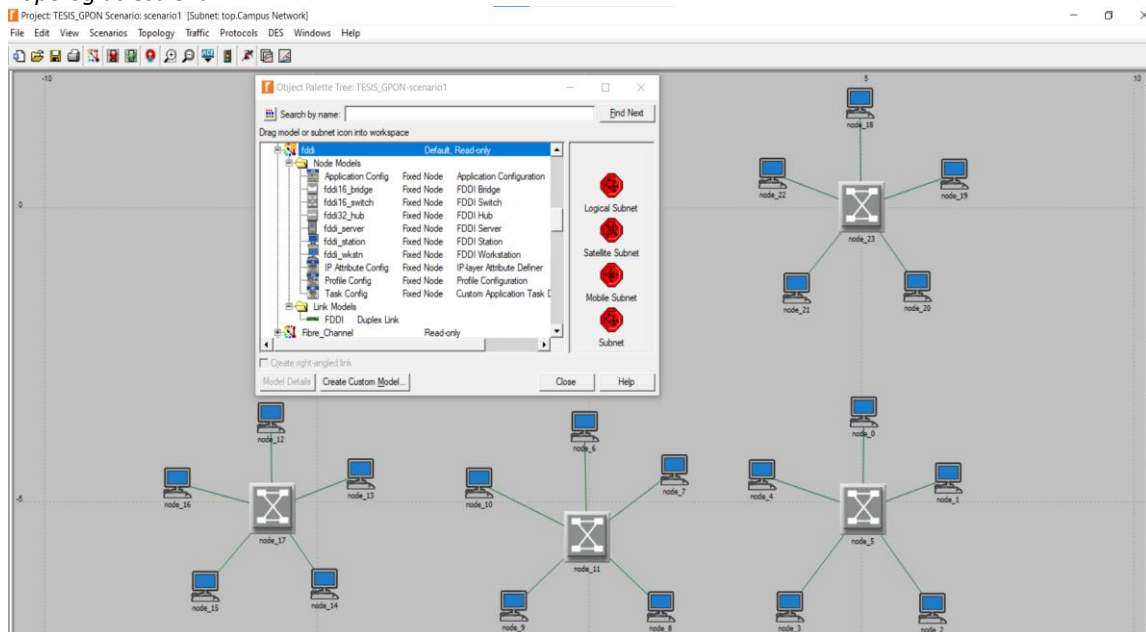 Project: TESIS_GPON Scenario: scenario1 [Subnet: top.Campus Network]
File Edit View Scenarios Topology Traffic Protocols DES Windows Help
-10
5
10
Object Palette Tree: TESIS_GPON-scenario1
Search by name:
Find Next
Drag model or subnet icon into workspace
fddi Default, Read-only
Node Models
Application Config Fixed Node Application Configuration
fddi16_bridge Fixed Node FDDI Bridge
fddi16_switch Fixed Node FDDI Switch
fddi32_hub Fixed Node FDDI Hub
fddi_server Fixed Node FDDI Server
fddi_station Fixed Node FDDI Station
fddi_wkstn Fixed Node FDDI Workstation
IP Attribute Config Fixed Node IP-layer Attribute Definer
Profile Config Fixed Node Profile Configuration
Task Config Fixed Node Custom Application Task D
Link Models
FDDI Duplex Link
Fibre_Channel Read-only
Logical Subnet
Satellite Subnet
Mobile Subnet
Subnet
Create right-angled link
Model Details
Create Custom Model...
Close
Help
node_18
node_22
node_19
0
node_23
node_21
node_20
node_12
node_6
node_0
node_16
node_13
node_10
node_7
node_4
node_1
-5
node_17
node_11
node_5
node_15
node_14
node_9
node_8
node_3
node_2